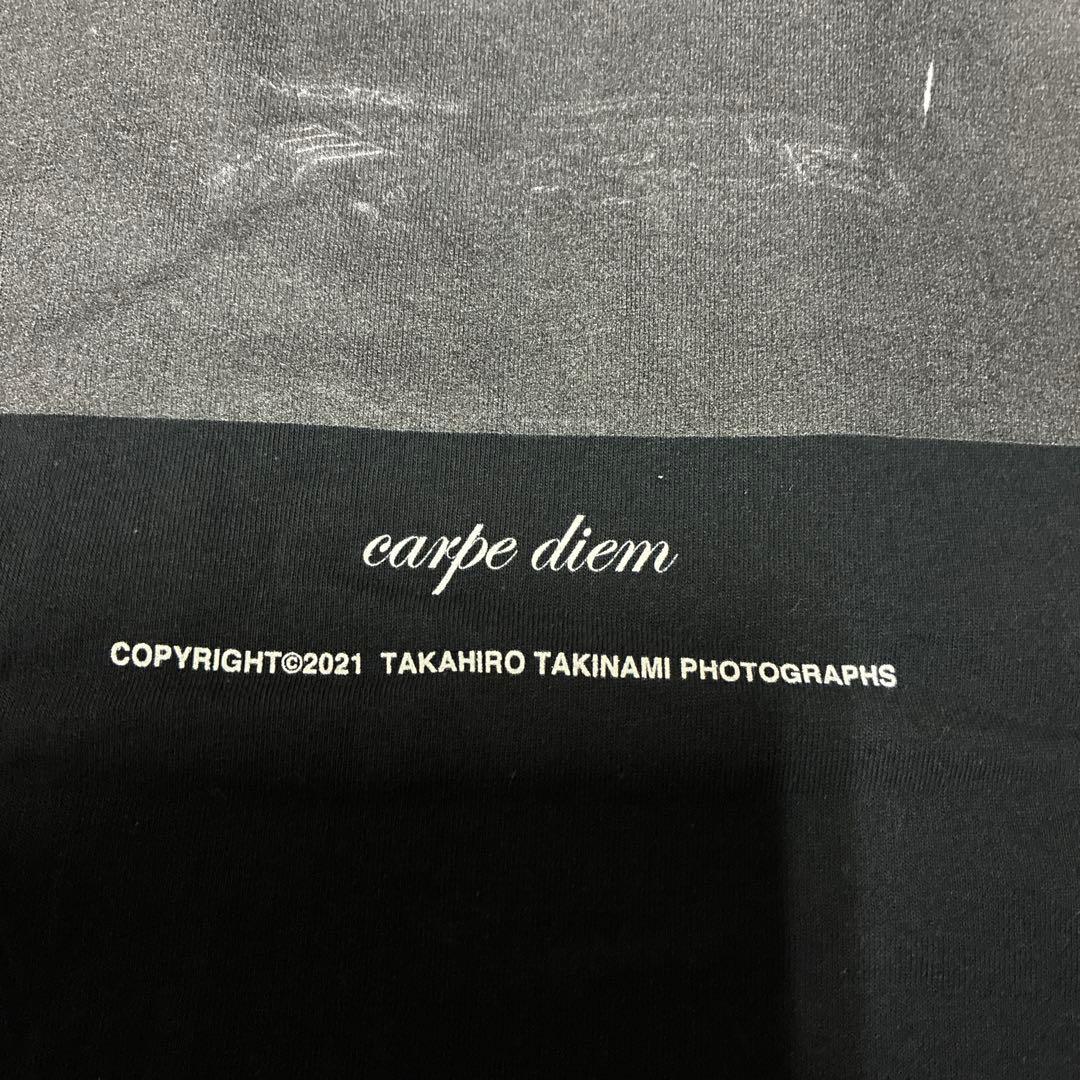 carpe diem
COPYRIGHT©2021 TAKAHIRO TAKINAMI PHOTOGRAPHS